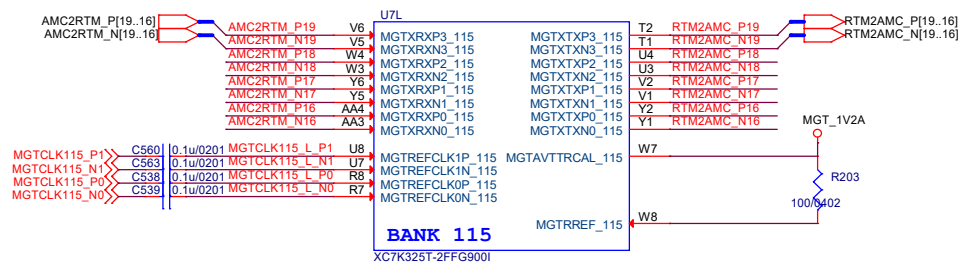 U7L
AMC2RTM_P[19..16]
AMC2RTM_N[19..16]
AMC2RTM_P19 V6 MGTXRXP3_115 MGTXTXP3_115 T2 RTM2AMC_P19 RTM2AMC_P[19..16]
AMC2RTM_N19 V5 MGTXRXN3_115 MGTXTXN3_115 T1 RTM2AMC_N19 RTM2AMC_N[19..16]
AMC2RTM_P18 W4 MGTXRXP2_115 MGTXTXP2_115 U4 RTM2AMC_P18
AMC2RTM_N18 W3 MGTXRXN2_115 MGTXTXN2_115 U3 RTM2AMC_N18
AMC2RTM_P17 Y6 MGTXRXP1_115 MGTXTXP1_115 V2 RTM2AMC_P17
AMC2RTM_N17 Y5 MGTXRXN1_115 MGTXTXN1_115 V1 RTM2AMC_N17
AMC2RTM_P16 AA4 MGTXRXP0_115 MGTXTXP0_115 Y2 RTM2AMC_P16
AMC2RTM_N16 AA3 MGTXRXN0_115 MGTXTXN0_115 Y1 RTM2AMC_N16
MGT_1V2A
MGTCLK115_P1 C560 0.1u/0201 MGTCLK115_L_P1 U8 MGTREFCLK1P_115 MGTAVTTRCAL_115 W7
MGTCLK115_N1 C563 0.1u/0201 MGTCLK115_L_N1 U7 MGTREFCLK1N_115
MGTCLK115_P0 C538 0.1u/0201 MGTCLK115_L_P0 R8 MGTREFCLK0P_115
MGTCLK115_N0 C539 0.1u/0201 MGTCLK115_L_N0 R7 MGTREFCLK0N_115
R203
100/0402
MGTRREF_115 W8
BANK 115
XC7K325T-2FFG900I